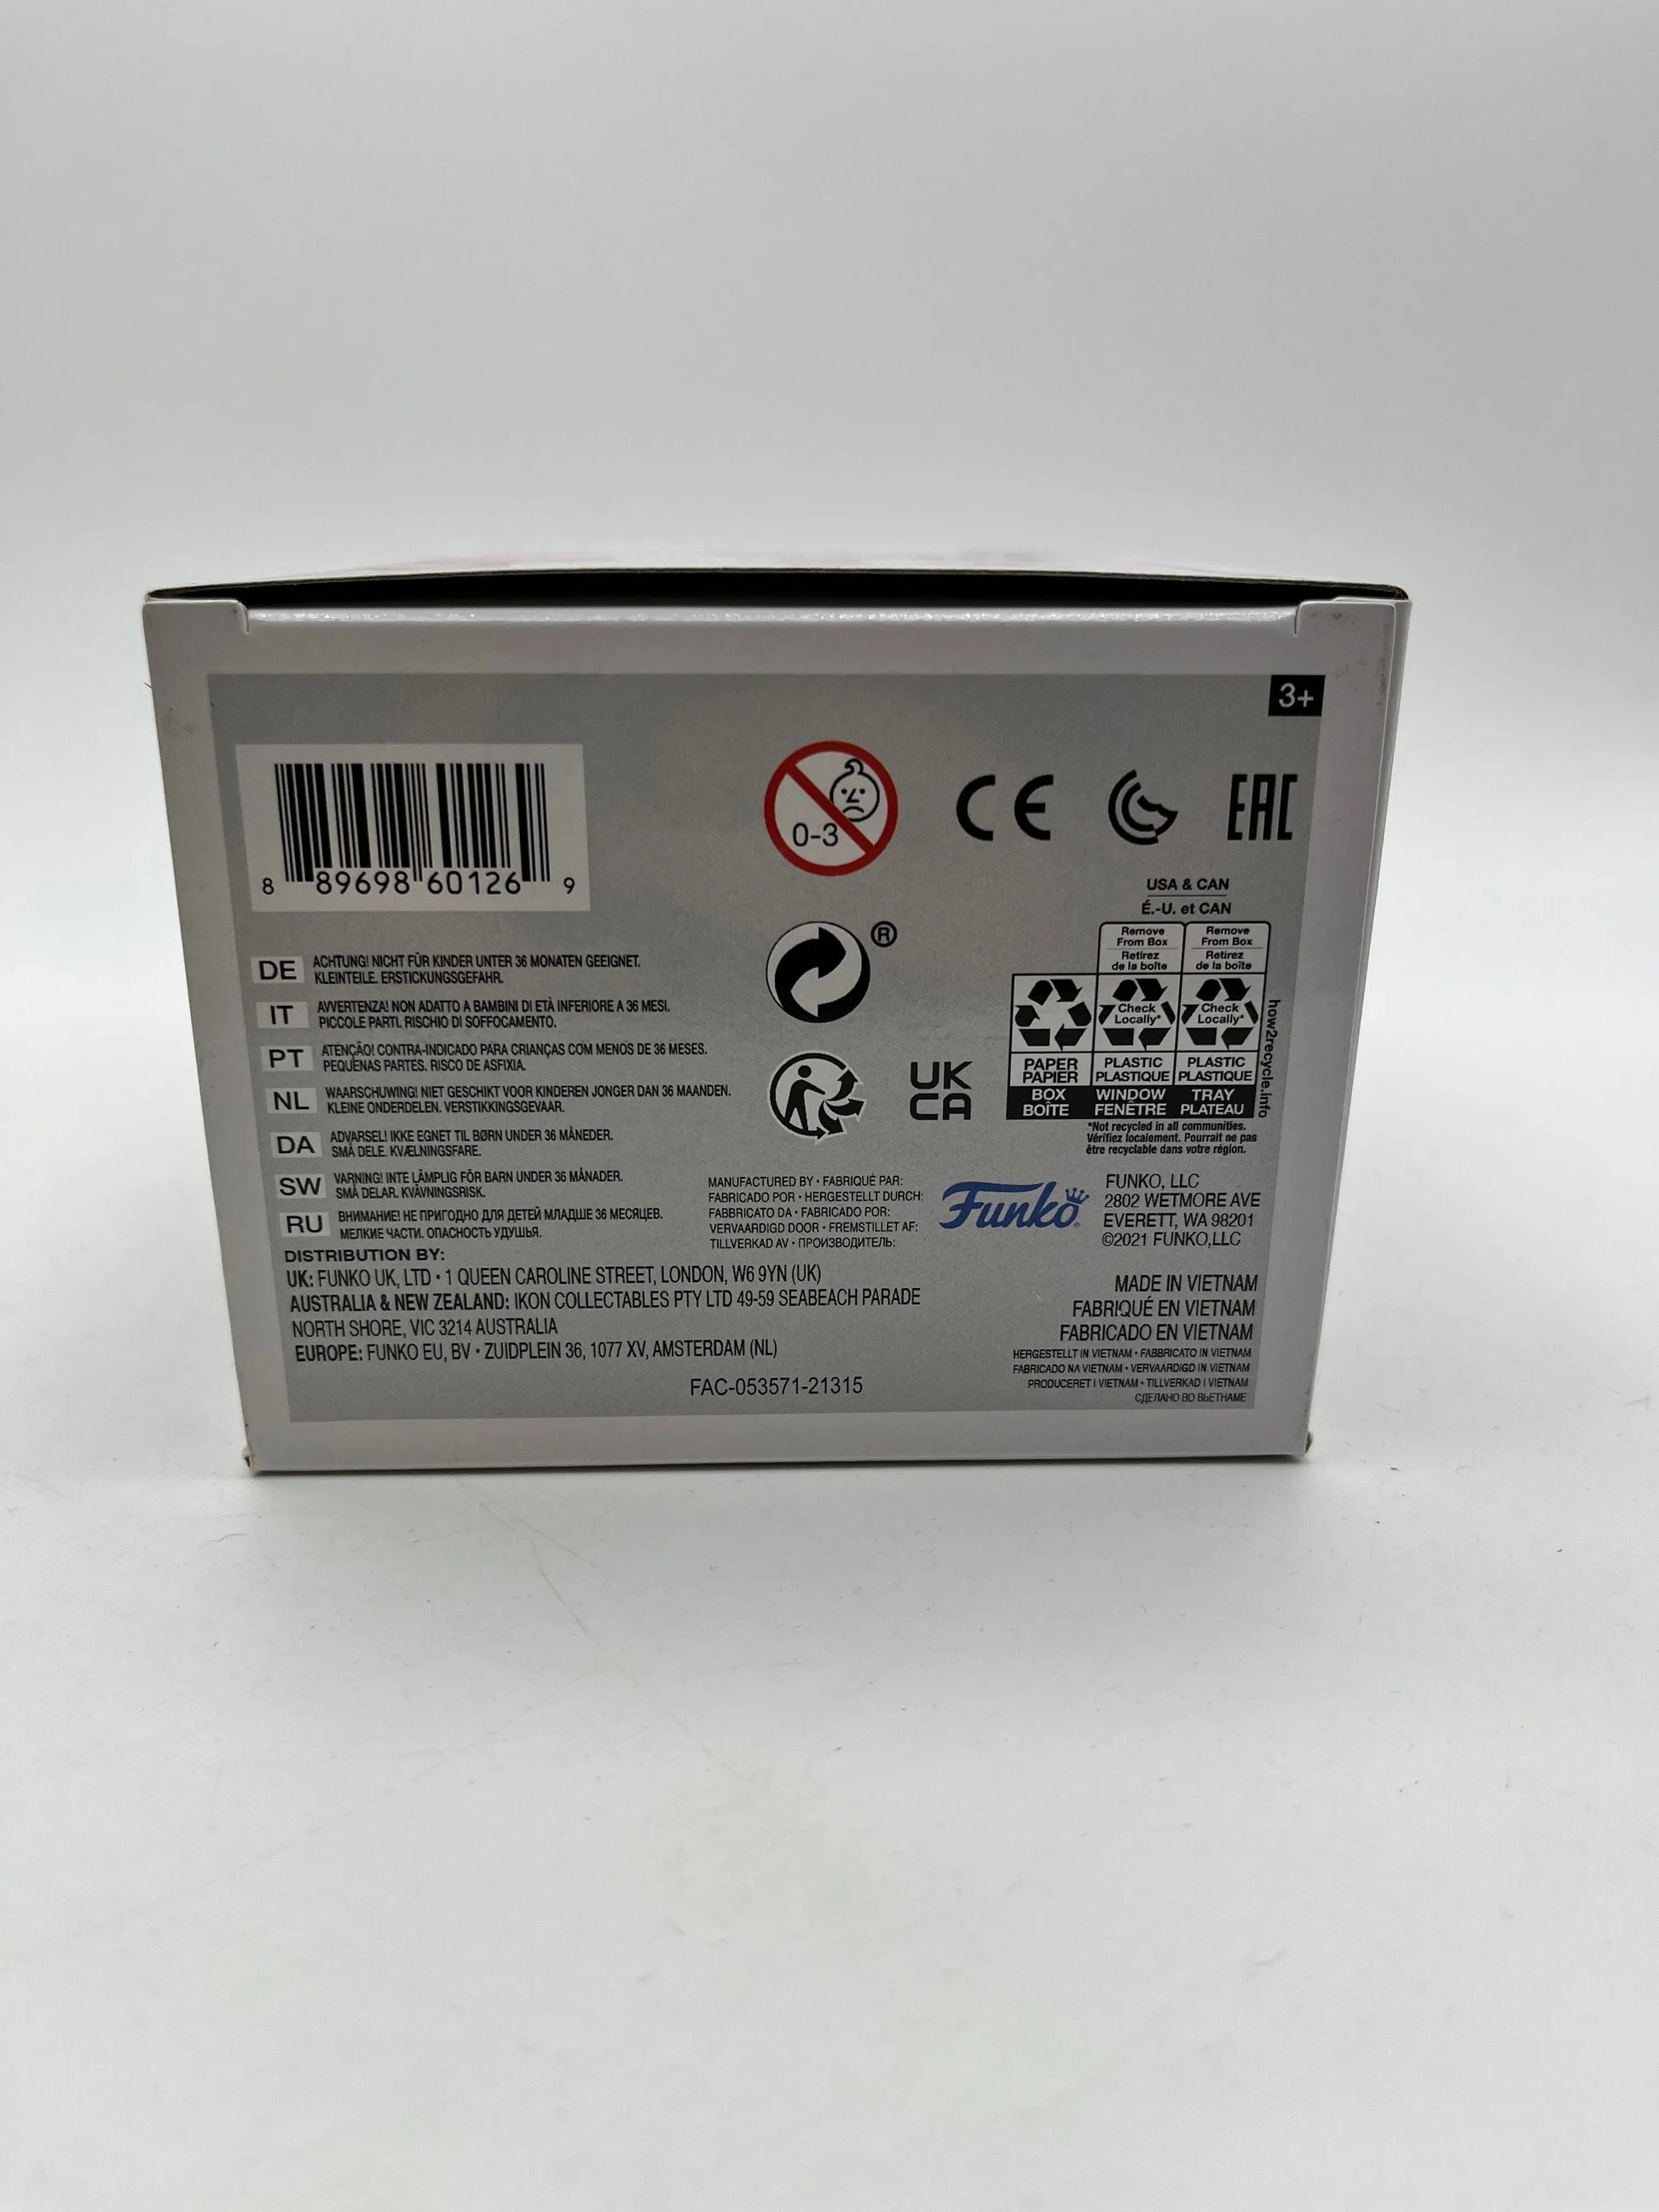 3+
8 89698 60126 9
0-3
CE
EAC
USA & CAN
É.-U. et CAN
Remove
From Box
Retirez
de la boîte
Remove
From Box
Retirez
de la boîte
Check
Locally*
Check
Locally*
PAPER
PAPIER
PLASTIC
PLASTIQUE
PLASTIC
PLASTIQUE
BOX
BOÎTE
WINDOW
FENÊTRE
TRAY
PLATEAU
how2recycle.info
*Not recycled in all communities.
Vérifiez localement. Pourrait ne pas
être recyclable dans votre région.
®
UK
CA
DE ACHTUNG! NICHT FÜR KINDER UNTER 36 MONATEN GEEIGNET.
KLEINTEILE. ERSTICKUNGSGEFAHR.
IT AVVERTENZA! NON ADATTO A BAMBINI DI ETÀ INFERIORE A 36 MESI.
PICCOLE PARTI. RISCHIO DI SOFFOCAMENTO.
PT ATENÇÃO! CONTRA-INDICADO PARA CRIANÇAS COM MENOS DE 36 MESES.
PEQUENAS PARTES. RISCO DE ASFIXIA.
NL WAARSCHUWING! NIET GESCHIKT VOOR KINDEREN JONGER DAN 36 MAANDEN.
KLEINE ONDERDELEN. VERSTIKKINGSGEVAAR.
DA ADVARSEL! IKKE EGNET TIL BØRN UNDER 36 MÅNEDER.
SMÅ DELE. KVÆLNINGSFARE.
SW VARNING! INTE LÄMPLIG FÖR BARN UNDER 36 MÅNADER.
SMÅ DELAR. KVÄVNINGSRISK.
RU ВНИМАНИЕ! НЕ ПРИГОДНО ДЛЯ ДЕТЕЙ МЛАДШЕ 36 МЕСЯЦЕВ.
МЕЛКИЕ ЧАСТИ. ОПАСНОСТЬ УДУШЬЯ.
MANUFACTURED BY • FABRIQUÉ PAR:
FABRICADO POR • HERGESTELLT DURCH:
FABBRICATO DA • FABRICADO POR:
VERVAARDIGD DOOR • FREMSTILLET AF:
TILLVERKAD AV • ПРОИЗВОДИТЕЛЬ:
Funko
FUNKO, LLC
2802 WETMORE AVE
EVERETT, WA 98201
©2021 FUNKO,LLC
DISTRIBUTION BY:
UK: FUNKO UK, LTD • 1 QUEEN CAROLINE STREET, LONDON, W6 9YN (UK)
AUSTRALIA & NEW ZEALAND: IKON COLLECTABLES PTY LTD 49-59 SEABEACH PARADE
NORTH SHORE, VIC 3214 AUSTRALIA
EUROPE: FUNKO EU, BV • ZUIDPLEIN 36, 1077 XV, AMSTERDAM (NL)
FAC-053571-21315
MADE IN VIETNAM
FABRIQUÉ EN VIETNAM
FABRICADO EN VIETNAM
HERGESTELLT IN VIETNAM • FABBRICATO IN VIETNAM
FABRICADO NA VIETNAM • VERVAARDIGD IN VIETNAM
PRODUCERET I VIETNAM • TILLVERKAD I VIETNAM
СДЕЛАНО ВО ВЬЕТНАМЕ